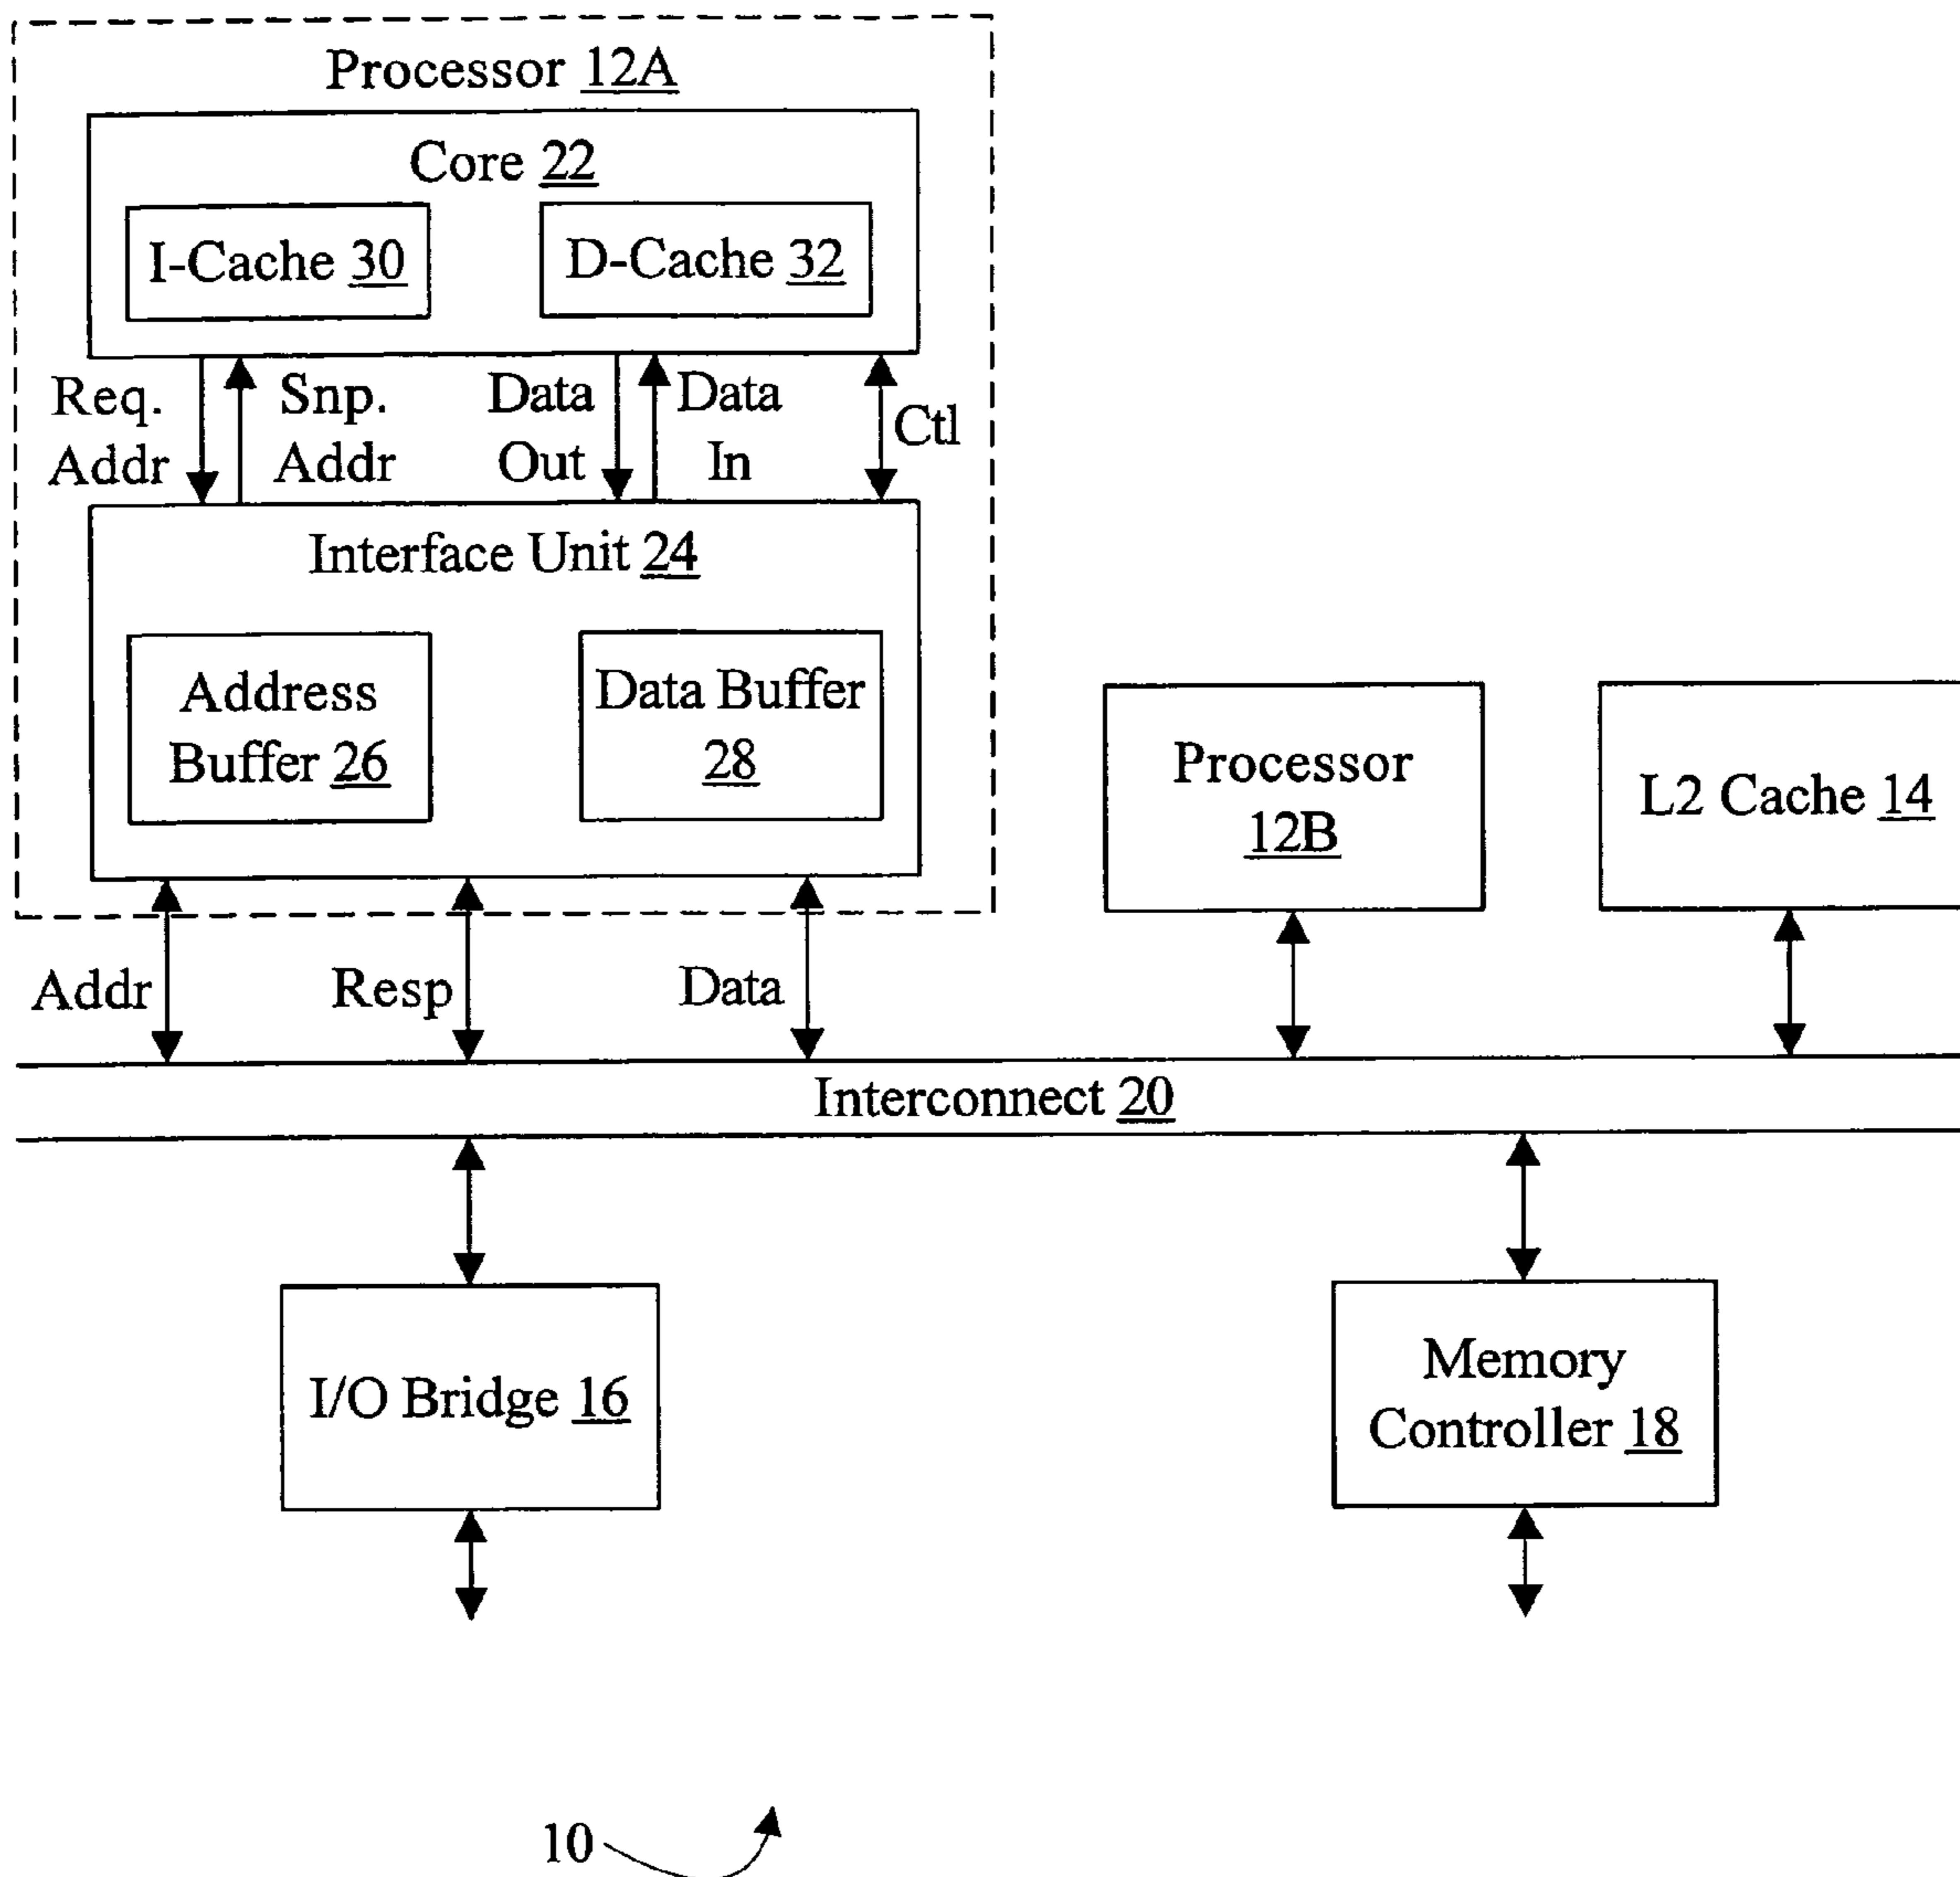 Processor 12A
Core 22
I-Cache 30
D-Cache 32
Req.
Addr
Snp.
Addr
Data
Out
Data
In
Ctl
Interface Unit 24
Address
Buffer 26
Data Buffer
28
Processor
12B
L2 Cache 14
Addr
Resp
Data
Interconnect 20
I/O Bridge 16
Memory
Controller 18
10